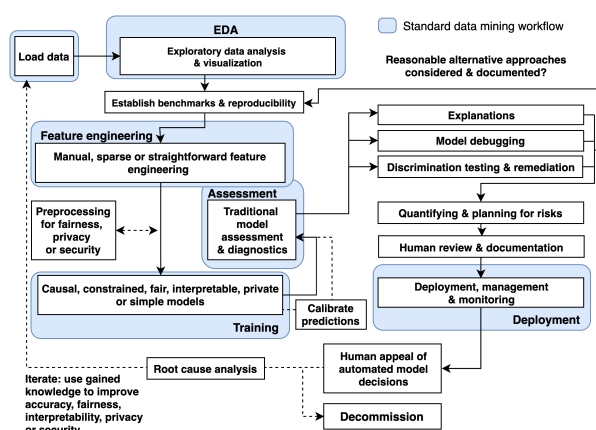 EDA
Standard data mining workflow
Load data
Exploratory data analysis
& visualization
Reasonable alternative approaches
considered & documented?
Establish benchmarks & reproducibility
Explanations
Feature engineering
Model debugging
Manual, sparse or straightforward feature
engineering
Discrimination testing & remediation
Assessment
Preprocessing
for fairness,
privacy
or security
Traditional
model
assessment
& diagnostics
Quantifying & planning for risks
Human review & documentation
Causal, constrained, fair, interpretable, private
or simple models
Training
Calibrate
predictions
Deployment, management
& monitoring
Deployment
Root cause analysis
Human appeal of
automated model
decisions
Iterate: use gained
knowledge to improve
accuracy, fairness,
interpretability, privacy
or security
Decommission